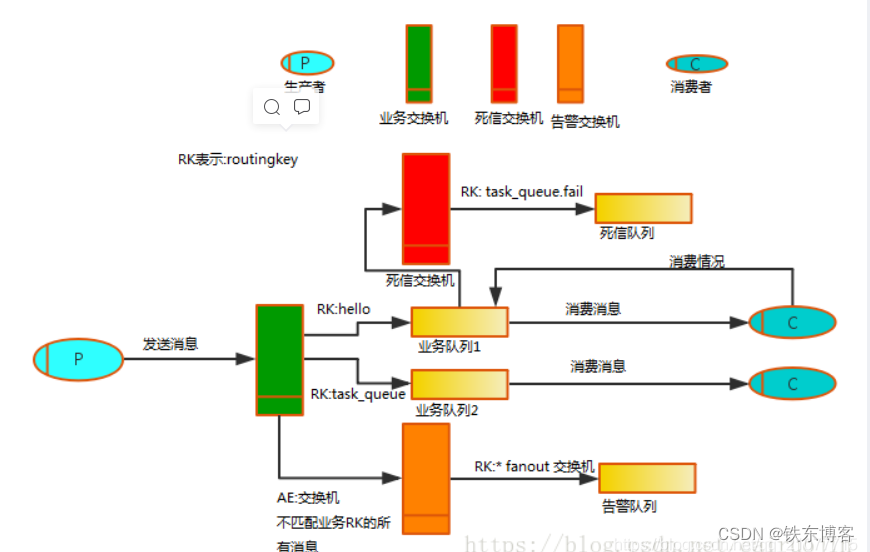 P
C
生产者
消费者
业务交换机
死信交换机
告警交换机
RK表示:routingkey
RK: task_queue.fail
死信队列
死信交换机
消费情况
RK:hello
消费消息
C
业务队列1
发送消息
P
消费消息
C
RK:task_queue
业务队列2
RK:* fanout 交换机
AE:交换机
不匹配业务RK的所
有消息
告警队列
CSDN @铁东博客
https://blog.csdn.net/